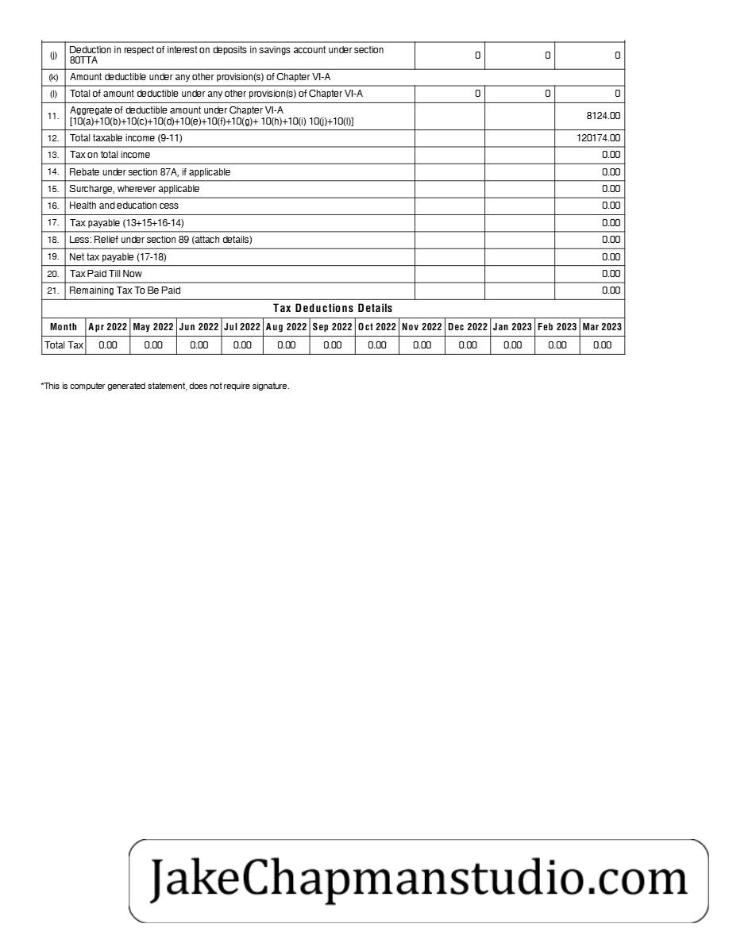 (j) Deduction in respect of interest on deposits in savings account under section 0 0 0
80TTA
(k) Amount deductible under any other provision(s) of Chapter VI-A
(l) Total of amount deductible under any other provision(s) of Chapter VI-A 0 0 0
11. Aggregate of deductible amount under Chapter VI-A 8124.00
[10(a)+10(b)+10(c)+10(d)+10(e)+10(f)+10(g)+ 10(h)+10(i) 10(j)+10(l)]
12. Total taxable income (9-11) 120174.00
13. Tax on total income 0.00
14. Rebate under section 87A, if applicable 0.00
15. Surcharge, wherever applicable 0.00
16. Health and education cess 0.00
17. Tax payable (13+15+16-14) 0.00
18. Less: Relief under section 89 (attach details) 0.00
19. Net tax payable (17-18) 0.00
20. Tax Paid Till Now 0.00
21. Remaining Tax To Be Paid 0.00
Tax Deductions Details
Month Apr 2022 May 2022 Jun 2022 Jul 2022 Aug 2022 Sep 2022 Oct 2022 Nov 2022 Dec 2022 Jan 2023 Feb 2023 Mar 2023
Total Tax 0.00 0.00 0.00 0.00 0.00 0.00 0.00 0.00 0.00 0.00 0.00 0.00
*This is computer generated statement, does not require signature.
JakeChapmanstudio.com